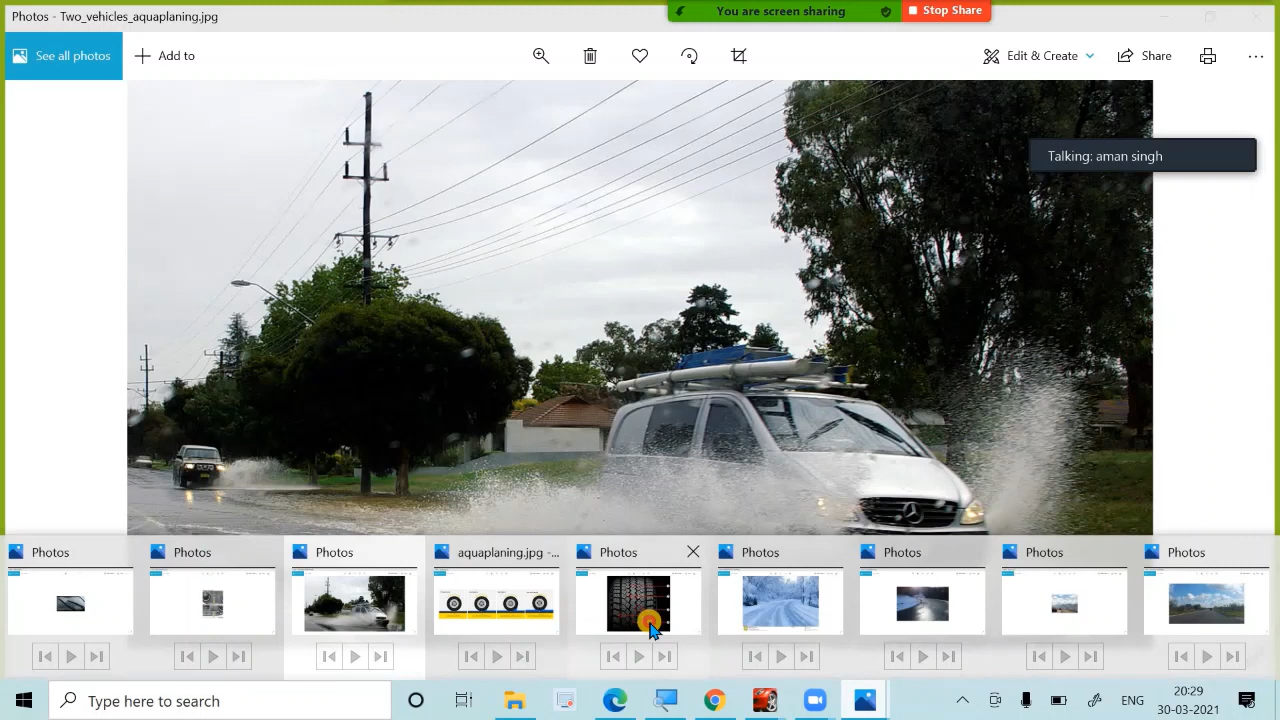 Photos - Two_vehicles_aquaplaning.jpg
You are screen sharing
Stop Share
See all photos
Add to
Edit & Create
Share
Talking: aman singh
Photos
Photos
Photos
aquaplaning.jpg -...
Photos
Photos
Photos
Photos
Photos
Type here to search
ENG
20:29
30-03-2021